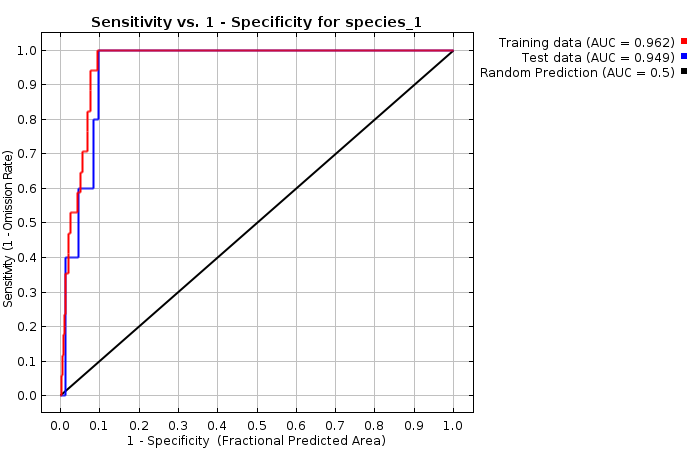 Sensitivity vs. 1 - Specificity for species_1
Training data (AUC = 0.962)
Test data (AUC = 0.949)
Random Prediction (AUC = 0.5)
Sensitivity (1 - Omission Rate)
1.0
0.9
0.8
0.7
0.6
0.5
0.4
0.3
0.2
0.1
0.0
0.0 0.1 0.2 0.3 0.4 0.5 0.6 0.7 0.8 0.9 1.0
1 - Specificity (Fractional Predicted Area)